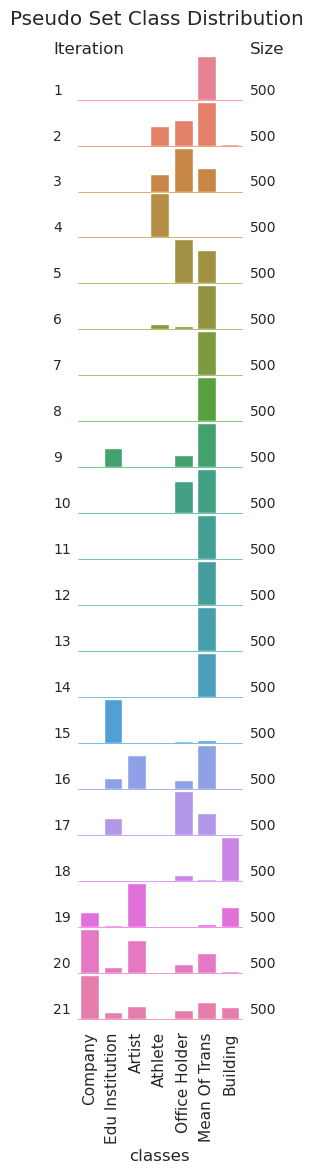 Pseudo Set Class Distribution
Iteration Size
1 500
2 500
3 500
4 500
5 500
6 500
7 500
8 500
9 500
10 500
11 500
12 500
13 500
14 500
15 500
16 500
17 500
18 500
19 500
20 500
21 500
Company
Edu Institution
Artist
Athlete
Office Holder
Mean Of Trans
Building
classes